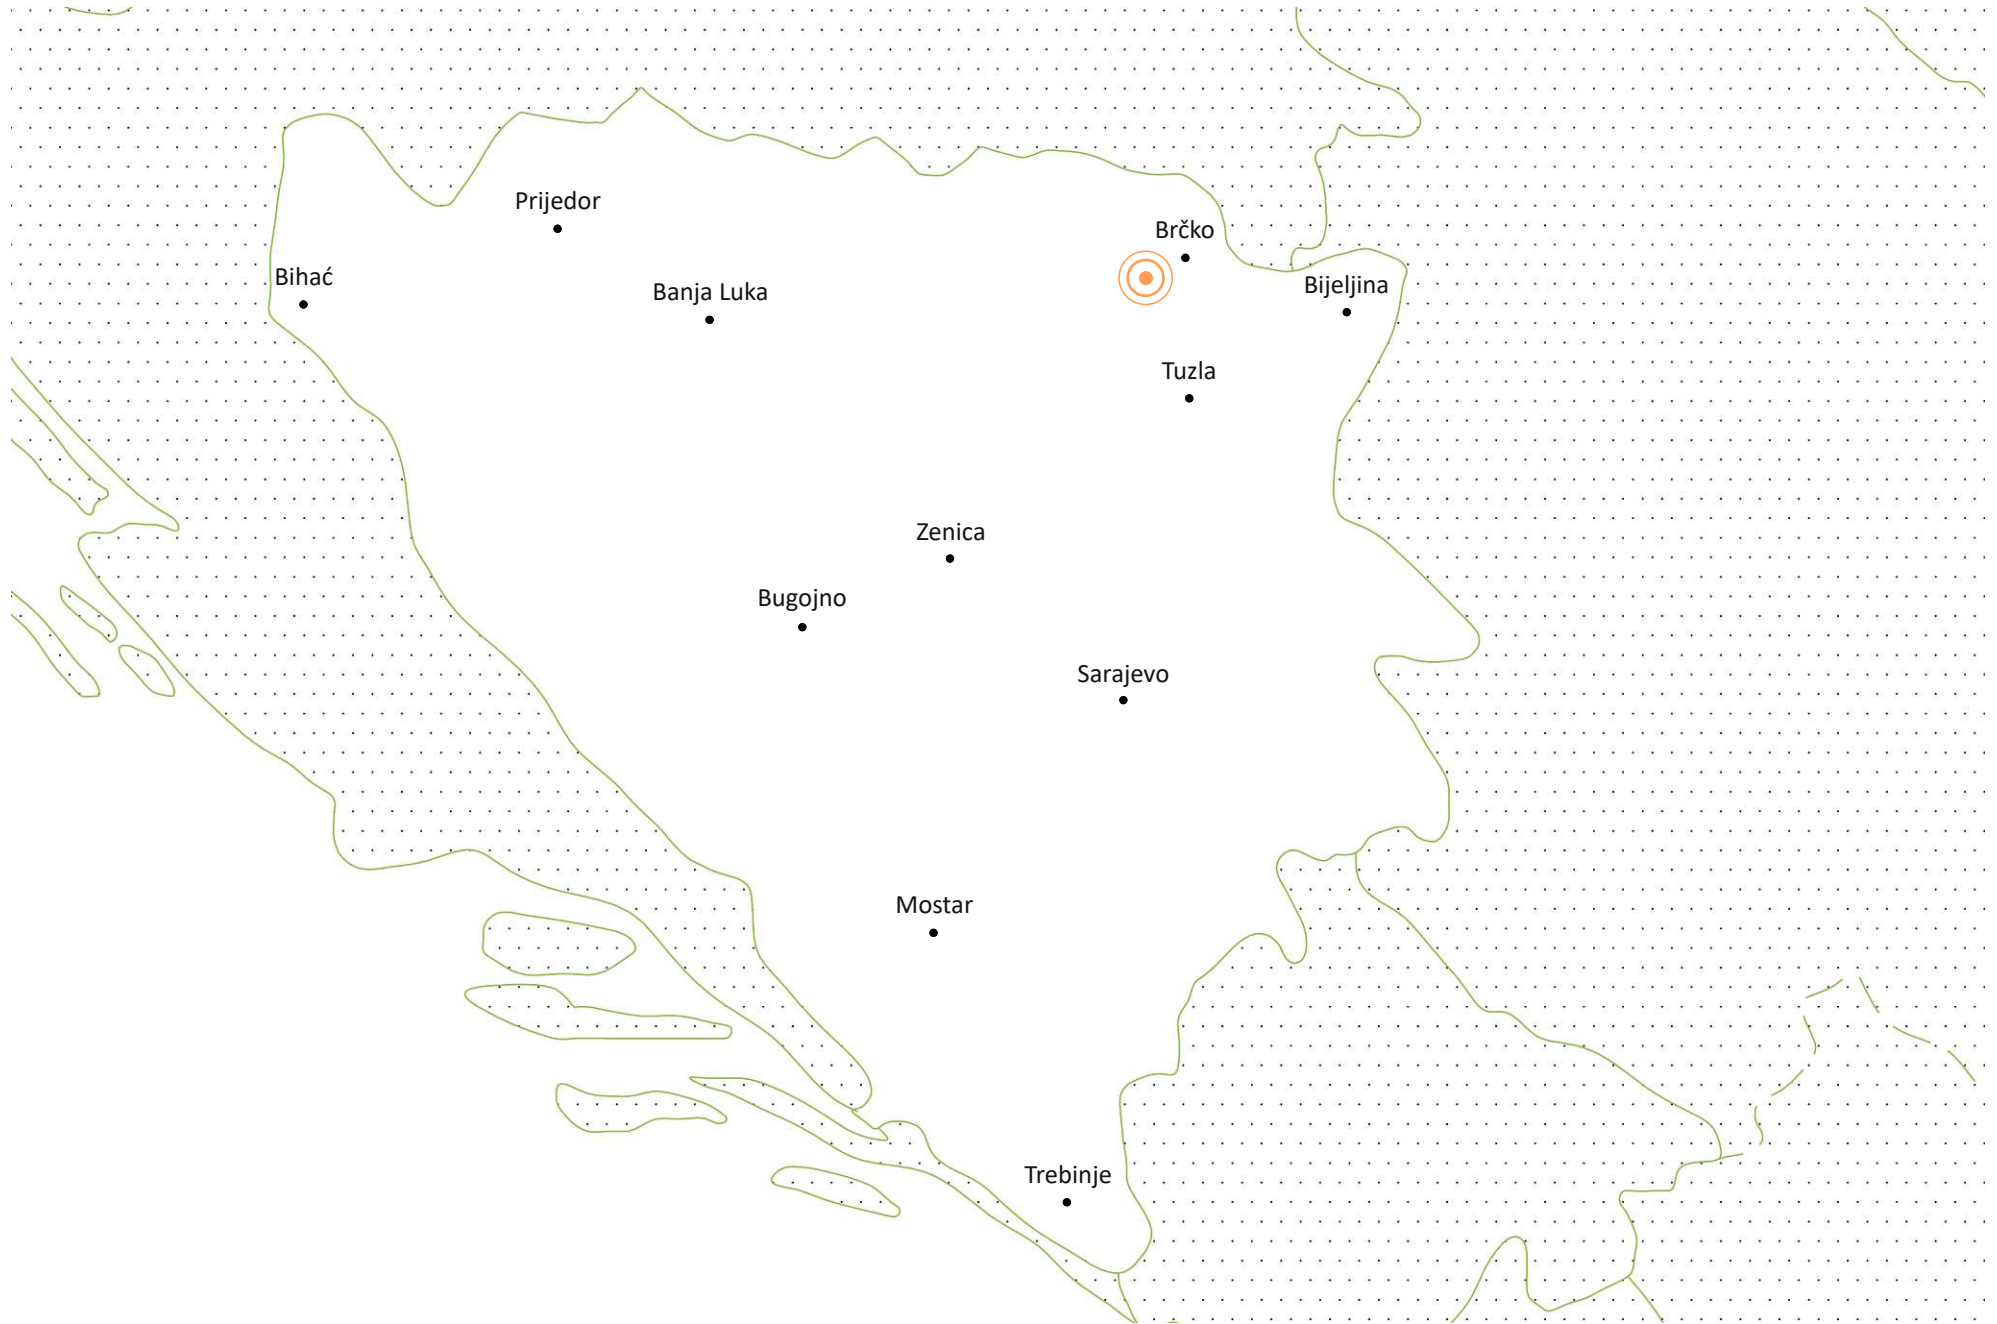 Prijedor
Brčko
Bihać
Banja Luka
Bijeljina
Tuzla
Zenica
Bugojno
Sarajevo
Mostar
Trebinje